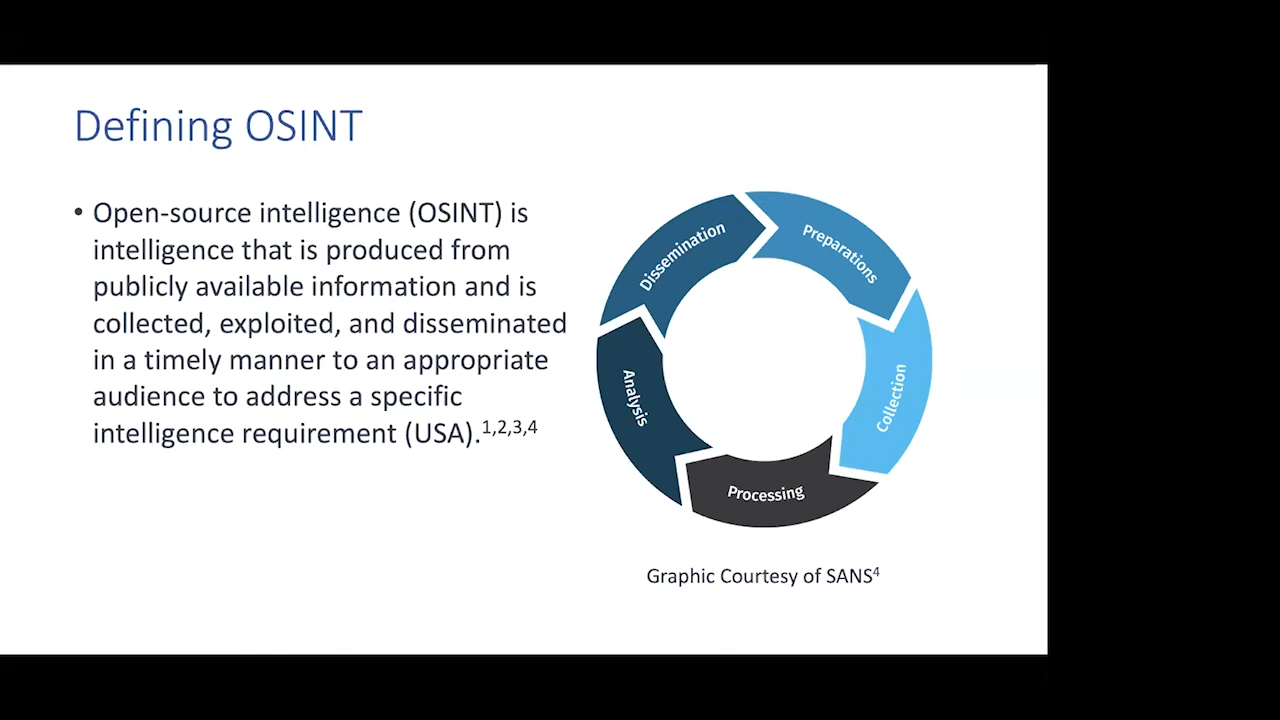 Defining OSINT
• Open-source intelligence (OSINT) is
intelligence that is produced from
publicly available information and is
collected, exploited, and disseminated
in a timely manner to an appropriate
audience to address a specific
intelligence requirement (USA).1,2,3,4
Preparations
Collection
Processing
Analysis
Dissemination
Graphic Courtesy of SANS4